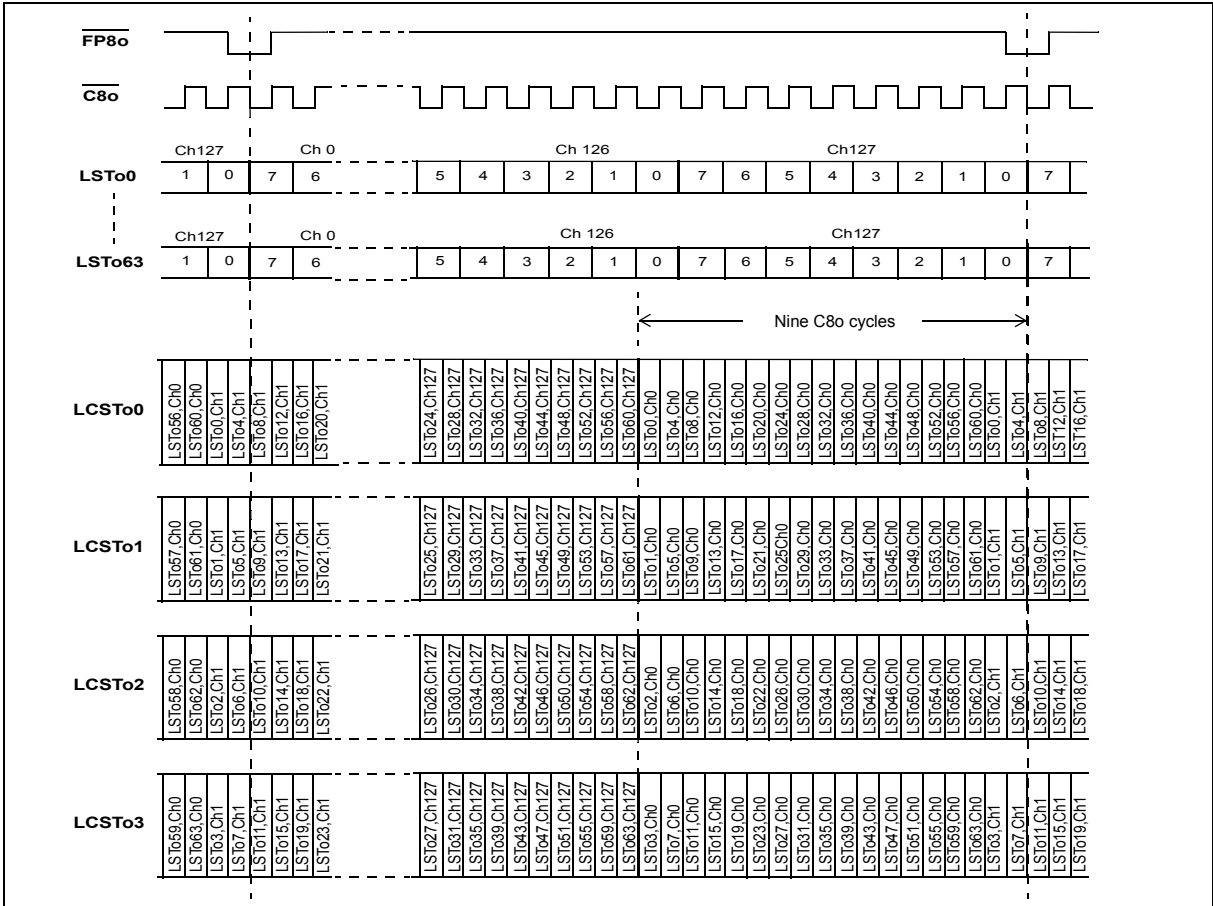 FP8o
C8o
Ch127 Ch 0 Ch 126 Ch127
LSTo0 1 0 7 6 5 4 3 2 1 0 7 6 5 4 3 2 1 0 7
Ch127 Ch 0 Ch 126 Ch127
LSTo63 1 0 7 6 5 4 3 2 1 0 7 6 5 4 3 2 1 0 7
Nine C8o cycles
LCSTo0
LSTo56,Ch0
LSTo60,Ch0
LSTo0,Ch1
LSTo4,Ch1
LSTo8,Ch1
LSTo12,Ch1
LSTo16,Ch1
LSTo20,Ch1
LSTo24,Ch127
LSTo28,Ch127
LSTo32,Ch127
LSTo36,Ch127
LSTo40,Ch127
LSTo44,Ch127
LSTo48,Ch127
LSTo52,Ch127
LSTo56,Ch127
LSTo60,Ch127
LSTo0,Ch0
LSTo4,Ch0
LSTo8,Ch0
LSTo12,Ch0
LSTo16,Ch0
LSTo20,Ch0
LSTo24,Ch0
LSTo28,Ch0
LSTo32,Ch0
LSTo36,Ch0
LSTo40,Ch0
LSTo44,Ch0
LSTo48,Ch0
LSTo52,Ch0
LSTo56,Ch0
LSTo60,Ch0
LSTo0,Ch1
LSTo4,Ch1
LSTo8,Ch1
LST12,Ch1
LST16,Ch1
LCSTo1
LSTo57,Ch0
LSTo61,Ch0
LSTo1,Ch1
LSTo5,Ch1
LSTo9,Ch1
LSTo13,Ch1
LSTo17,Ch1
LSTo21,Ch1
LSTo25,Ch127
LSTo29,Ch127
LSTo33,Ch127
LSTo37,Ch127
LSTo41,Ch127
LSTo45,Ch127
LSTo49,Ch127
LSTo53,Ch127
LSTo57,Ch127
LSTo61,Ch127
LSTo1,Ch0
LSTo5,Ch0
LSTo9,Ch0
LSTo13,Ch0
LSTo17,Ch0
LSTo21,Ch0
LSTo25Ch0
LSTo29,Ch0
LSTo33,Ch0
LSTo37,Ch0
LSTo41,Ch0
LSTo45,Ch0
LSTo49,Ch0
LSTo53,Ch0
LSTo57,Ch0
LSTo61,Ch0
LSTo1,Ch1
LSTo5,Ch1
LSTo9,Ch1
LSTo13,Ch1
LSTo17,Ch1
LCSTo2
LSTo58,Ch0
LSTo62,Ch0
LSTo2,Ch1
LSTo6,Ch1
LSTo10,Ch1
LSTo14,Ch1
LSTo18,Ch1
LSTo22,Ch1
LSTo26,Ch127
LSTo30,Ch127
LSTo34,Ch127
LSTo38,Ch127
LSTo42,Ch127
LSTo46,Ch127
LSTo50,Ch127
LSTo54,Ch127
LSTo58,Ch127
LSTo62,Ch127
LSTo2,Ch0
LSTo6,Ch0
LSTo10,Ch0
LSTo14,Ch0
LSTo18,Ch0
LSTo22,Ch0
LSTo26,Ch0
LSTo30,Ch0
LSTo34,Ch0
LSTo38,Ch0
LSTo42,Ch0
LSTo46,Ch0
LSTo50,Ch0
LSTo54,Ch0
LSTo58,Ch0
LSTo62,Ch0
LSTo2,Ch1
LSTo6,Ch1
LSTo10,Ch1
LSTo14,Ch1
LSTo18,Ch1
LCSTo3
LSTo59,Ch0
LSTo63,Ch0
LSTo3,Ch1
LSTo7,Ch1
LSTo11,Ch1
LSTo15,Ch1
LSTo19,Ch1
LSTo23,Ch1
LSTo27,Ch127
LSTo31,Ch127
LSTo35,Ch127
LSTo39,Ch127
LSTo43,Ch127
LSTo47,Ch127
LSTo51,Ch127
LSTo55,Ch127
LSTo59,Ch127
LSTo63,Ch127
LSTo3,Ch0
LSTo7,Ch0
LSTo11,Ch0
LSTo15,Ch0
LSTo19,Ch0
LSTo23,Ch0
LSTo27,Ch0
LSTo31,Ch0
LSTo35,Ch0
LSTo39,Ch0
LSTo43,Ch0
LSTo47,Ch0
LSTo51,Ch0
LSTo55,Ch0
LSTo59,Ch0
LSTo63,Ch0
LSTo3,Ch1
LSTo7,Ch1
LSTo11,Ch1
LSTo15,Ch1
LSTo19,Ch1